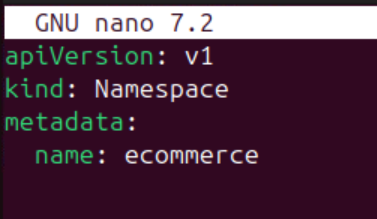 GNU nano 7.2
apiVersion: v1
kind: Namespace
metadata:
  name: ecommerce